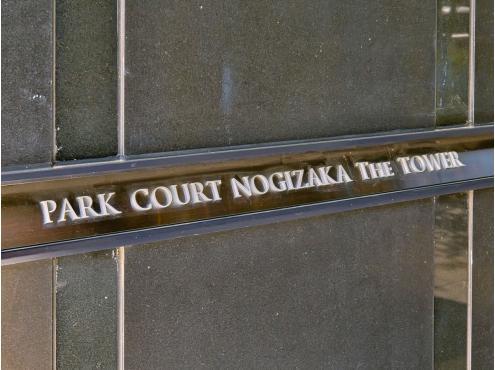 PARK COURT NOGIZAKA THE TOWER